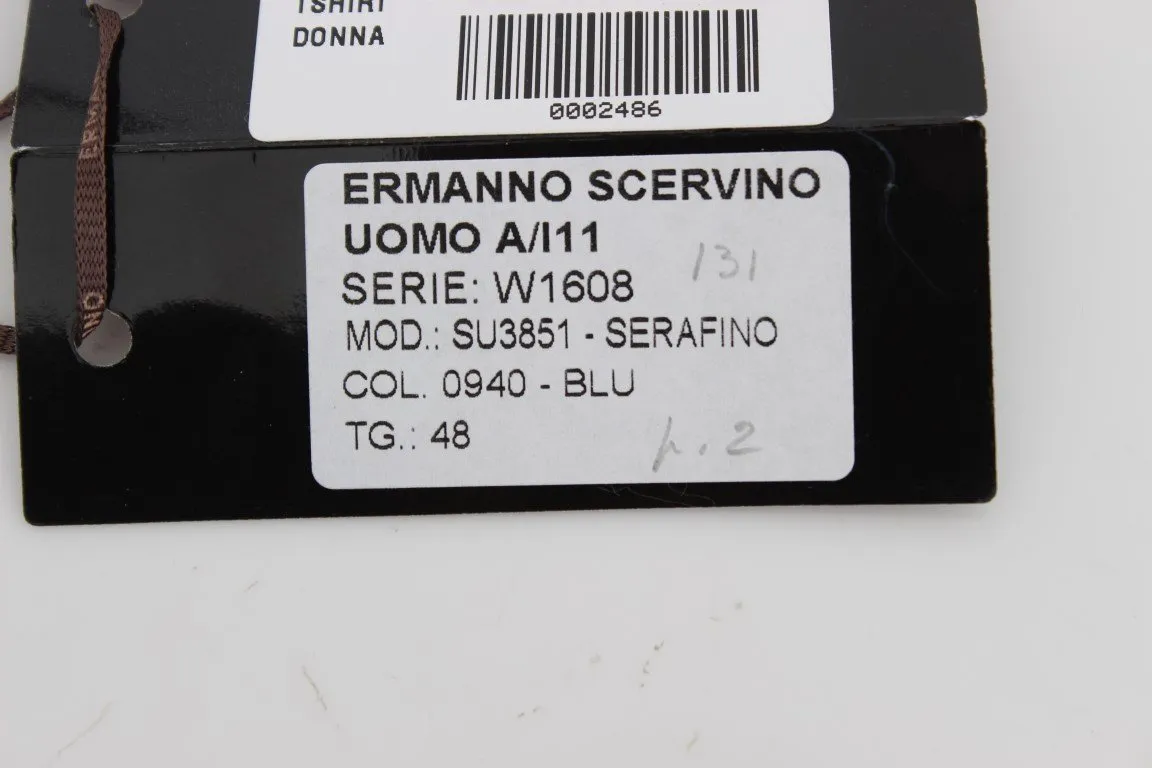 TSHIRT
DONNA
0002486
ERMANNO SCERVINO
UOMO A/I11
131
SERIE: W1608
MOD.: SU3851 - SERAFINO
COL. 0940 - BLU
TG.: 48